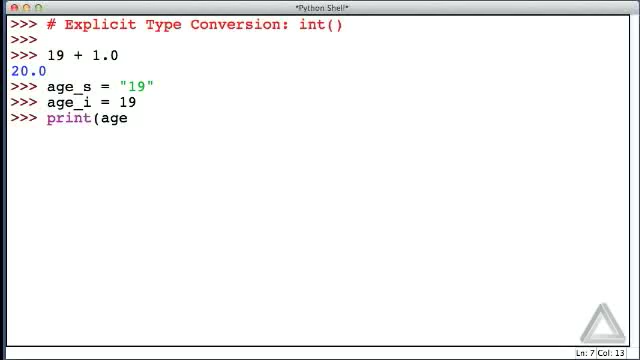 *Python Shell*
>>> # Explicit Type Conversion: int()
>>>
>>> 19 + 1.0
20.0
>>> age_s = "19"
>>> age_i = 19
>>> print(age
Ln: 7 Col: 13